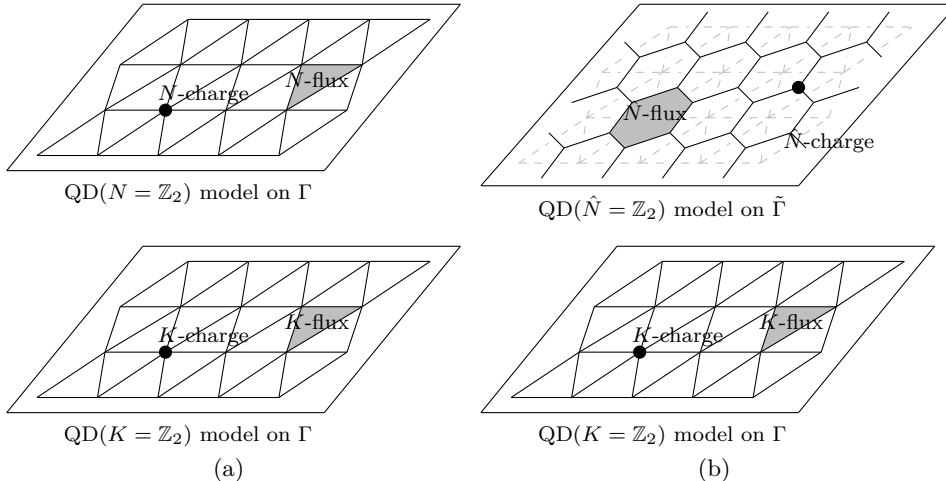 N-charge
N-flux
QD(N = ℤ₂) model on Γ
N-flux
N-charge
QD(N̂ = ℤ₂) model on Γ̃
K-charge
K-flux
QD(K = ℤ₂) model on Γ
K-charge
K-flux
QD(K = ℤ₂) model on Γ
(a)
(b)